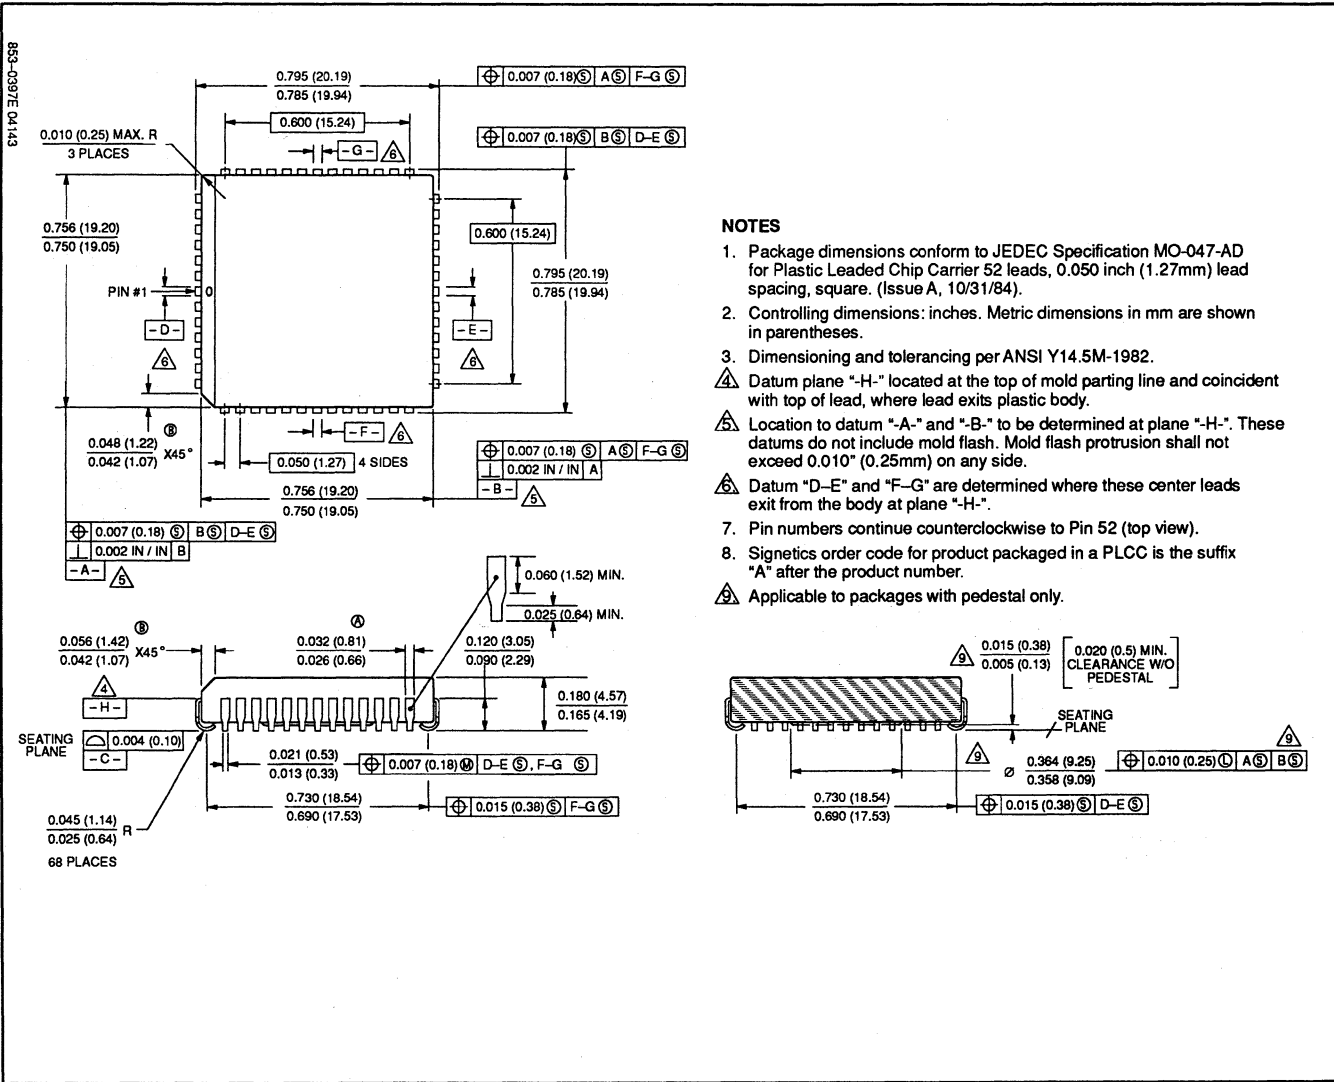 853-0397E 04143
0.795 (20.19)
0.785 (19.94)
0.007 (0.18)Ⓢ AⓈ F–G Ⓢ
0.600 (15.24)
0.007 (0.18)Ⓢ BⓈ D–E Ⓢ
0.010 (0.25) MAX. R
3 PLACES
– G – 6
0.756 (19.20)
0.750 (19.05)
0.600 (15.24)
0.795 (20.19)
0.785 (19.94)
PIN #1
– D –
6
– E –
6
0.048 (1.22)
0.042 (1.07) X45°
Ⓑ
– F – 6
0.050 (1.27) 4 SIDES
0.756 (19.20)
0.750 (19.05)
0.007 (0.18) Ⓢ AⓈ F–G Ⓢ
⊥ 0.002 IN / IN A
– B – 5
0.007 (0.18) Ⓢ BⓈ D–E Ⓢ
⊥ 0.002 IN / IN B
– A – 5
NOTES
1. Package dimensions conform to JEDEC Specification MO-047-AD
for Plastic Leaded Chip Carrier 52 leads, 0.050 inch (1.27mm) lead
spacing, square. (Issue A, 10/31/84).
2. Controlling dimensions: inches. Metric dimensions in mm are shown
in parentheses.
3. Dimensioning and tolerancing per ANSI Y14.5M-1982.
4. Datum plane "-H-" located at the top of mold parting line and coincident
with top of lead, where lead exits plastic body.
5. Location to datum "-A-" and "-B-" to be determined at plane "-H-". These
datums do not include mold flash. Mold flash protrusion shall not
exceed 0.010" (0.25mm) on any side.
6. Datum "D–E" and "F–G" are determined where these center leads
exit from the body at plane "-H-".
7. Pin numbers continue counterclockwise to Pin 52 (top view).
8. Signetics order code for product packaged in a PLCC is the suffix
"A" after the product number.
9. Applicable to packages with pedestal only.
0.060 (1.52) MIN.
0.025 (0.64) MIN.
0.056 (1.42)
0.042 (1.07) X45°
Ⓑ
Ⓐ
0.032 (0.81)
0.026 (0.66)
0.120 (3.05)
0.090 (2.29)
4
– H –
0.180 (4.57)
0.165 (4.19)
SEATING
PLANE
0.004 (0.10)
– C –
0.021 (0.53)
0.013 (0.33)
0.007 (0.18)Ⓜ D–E Ⓢ, F–G Ⓢ
0.730 (18.54)
0.690 (17.53)
0.015 (0.38)Ⓢ F–GⓈ
0.045 (1.14)
0.025 (0.64) R
68 PLACES
9
0.015 (0.38)
0.005 (0.13)
0.020 (0.5) MIN.
CLEARANCE W/O
PEDESTAL
SEATING
PLANE
9
9
Ø 0.364 (9.25)
0.358 (9.09)
0.010 (0.25)Ⓛ AⓈ BⓈ
0.730 (18.54)
0.690 (17.53)
0.015 (0.38)Ⓢ D–EⓈ